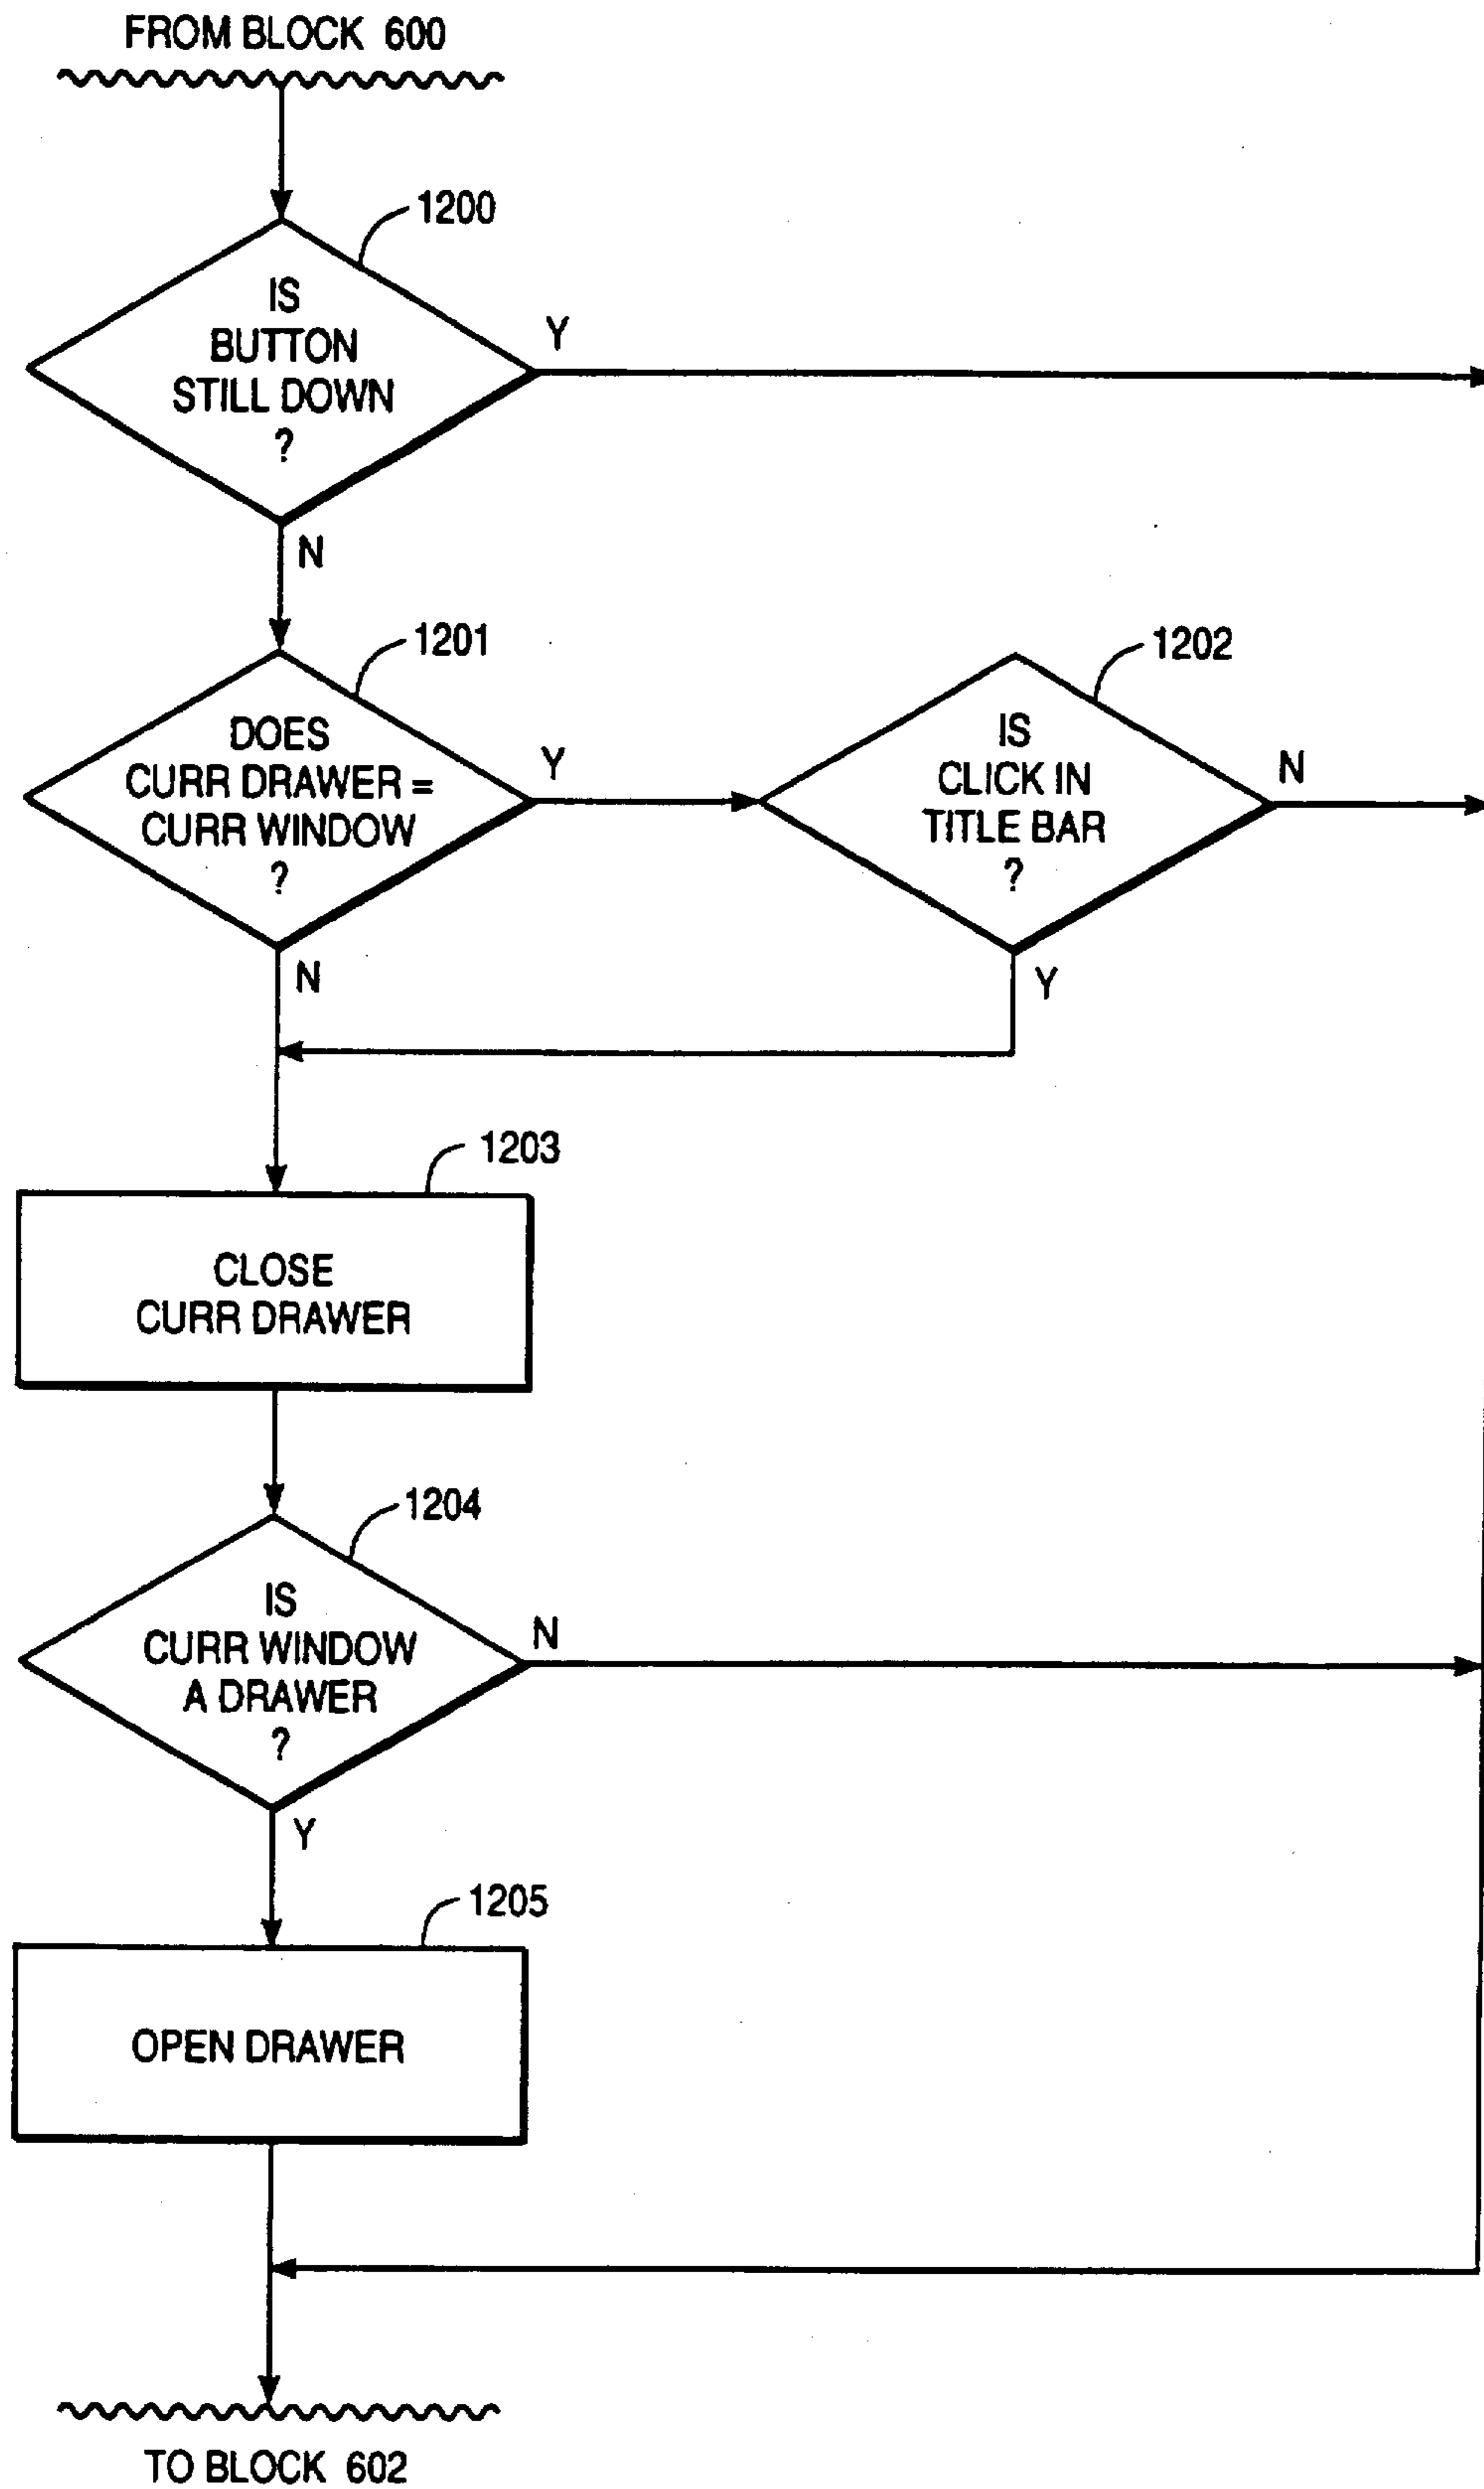 FROM BLOCK 600
1200
IS
BUTTON
STILL DOWN
?
Y
N
1201
DOES
CURR DRAWER =
CURR WINDOW
?
Y
N
1202
IS
CLICK IN
TITLE BAR
?
N
Y
1203
CLOSE
CURR DRAWER
1204
IS
CURR WINDOW
A DRAWER
?
N
Y
1205
OPEN DRAWER
TO BLOCK 602